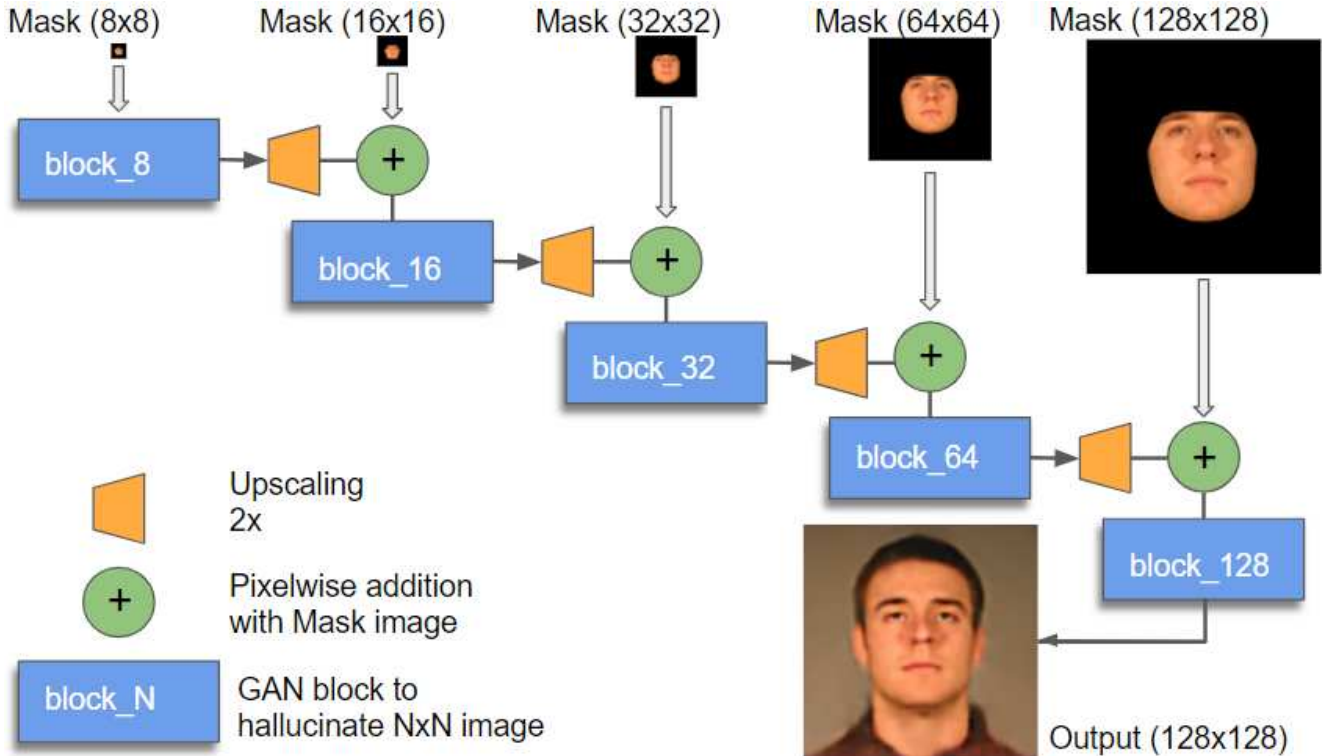 Mask (8x8)
Mask (16x16)
Mask (32x32)
Mask (64x64)
Mask (128x128)
block_8
+
block_16
+
block_32
+
block_64
+
block_128
Upscaling
2x
+
Pixelwise addition
with Mask image
block_N
GAN block to
hallucinate NxN image
Output (128x128)